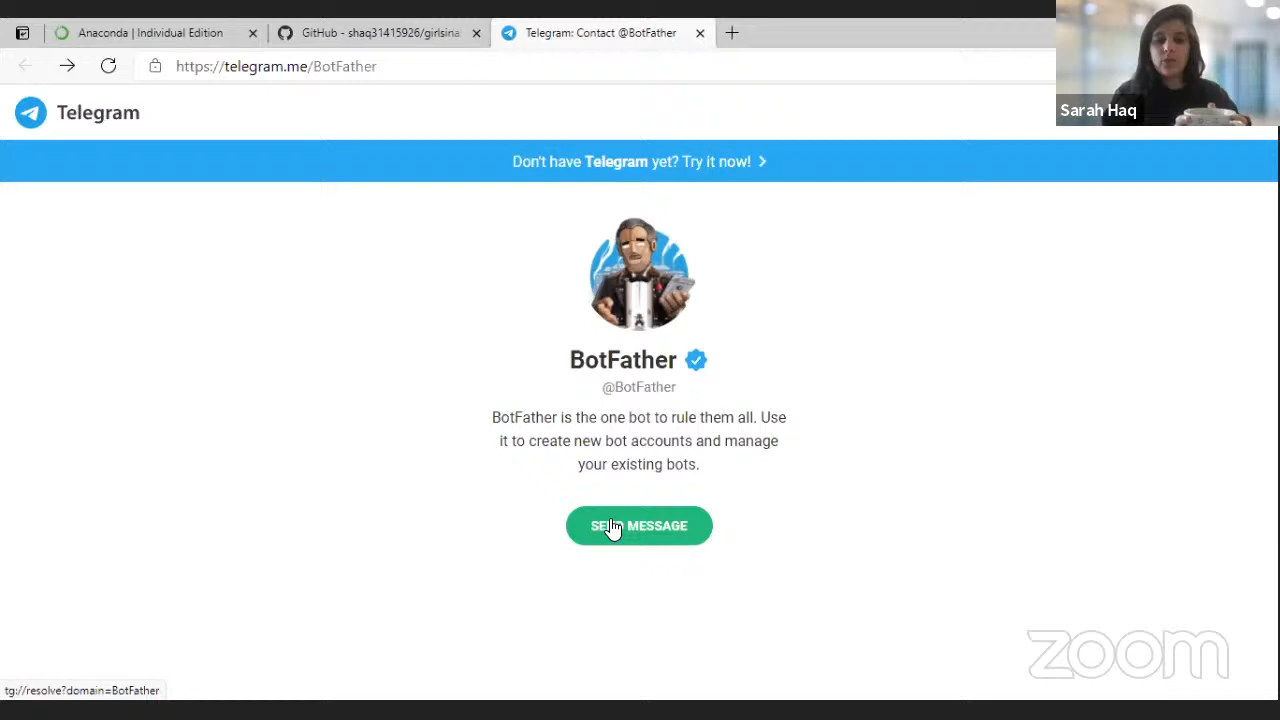 Anaconda | Individual Edition
GitHub - shaq31415926/girlsina
Telegram: Contact @BotFather
https://telegram.me/BotFather
Sarah Haq
Telegram
Don't have Telegram yet? Try it now!
BotFather
@BotFather
BotFather is the one bot to rule them all. Use
it to create new bot accounts and manage
your existing bots.
SEND MESSAGE
zoom
tg://resolve?domain=BotFather